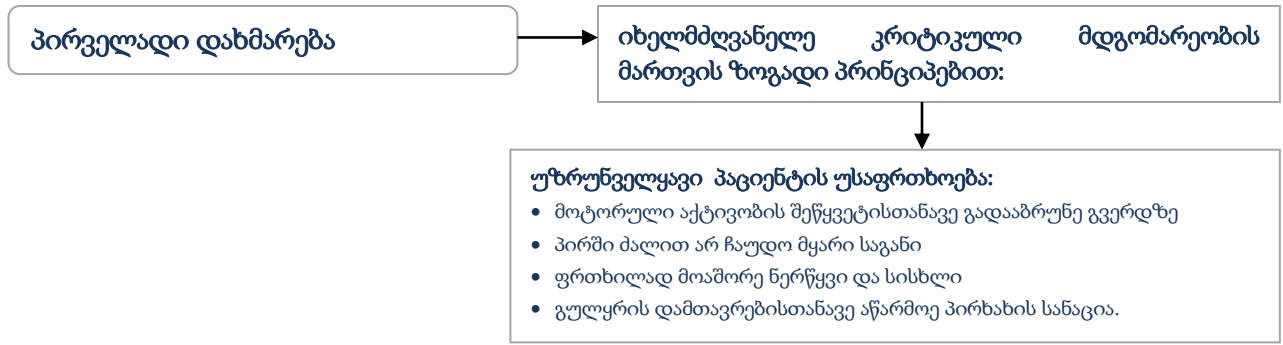 პირველადი დახმარება
იხელმძღვანელე კრიტიკული მდგომარეობის
მართვის ზოგადი პრინციპებით:
უზრუნველყავი პაციენტის უსაფრთხოება:
• მოტორული აქტივობის შეწყვეტისთანავე გადააბრუნე გვერდზე
• პირში ძალით არ ჩაუდო მყარი საგანი
• ფრთხილად მოაშორე ნერწყვი და სისხლი
• გულყრის დამთავრებისთანავე აწარმოე პირხახის სანაცია.